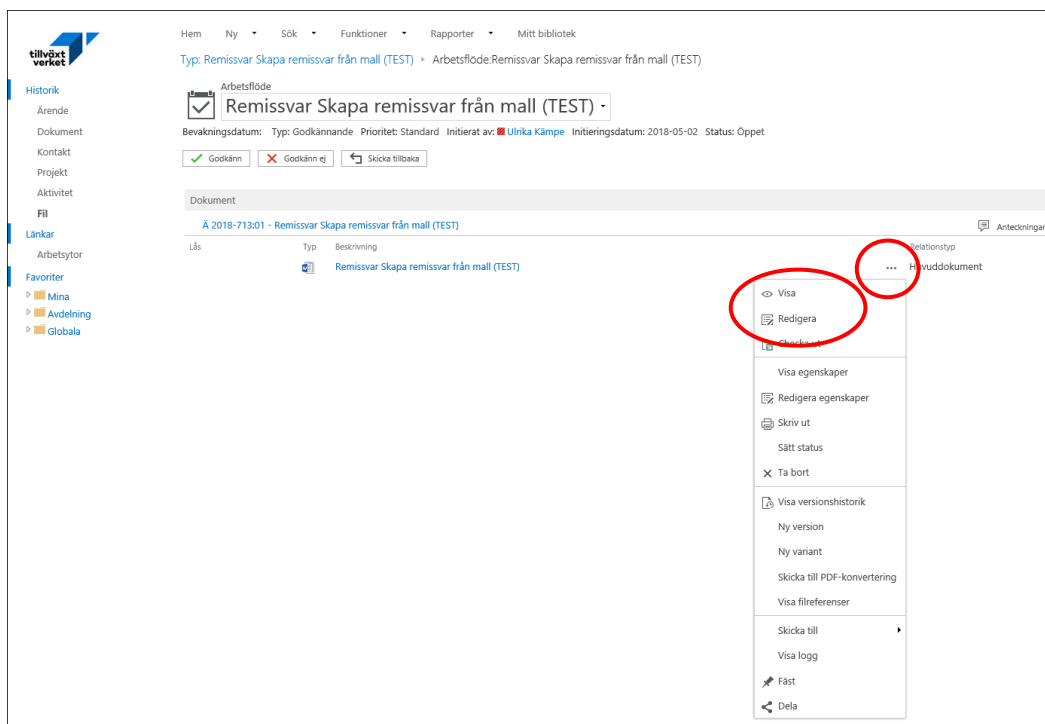 tillväxt
verket
Hem Ny Sök Funktioner Rapporter Mitt bibliotek
Typ: Remissvar Skapa remissvar från mall (TEST) Arbetsflöde:Remissvar Skapa remissvar från mall (TEST)
Arbetsflöde
Remissvar Skapa remissvar från mall (TEST)
Bevakningsdatum: Typ: Godkännande Prioritet: Standard Initierat av: Ulrika Kämpe Initieringsdatum: 2018-05-02 Status: Öppet
Godkänn Godkänn ej Skicka tillbaka
Historik
Ärende
Dokument
Kontakt
Projekt
Aktivitet
Fil
Länkar
Arbetsytor
Favoriter
Mina
Avdelning
Globala
Dokument
Ä 2018-713:01 - Remissvar Skapa remissvar från mall (TEST) Anteckningar
Lås Typ Beskrivning Relationstyp
Remissvar Skapa remissvar från mall (TEST) ... Huvuddokument
Visa
Redigera
Checka ut
Visa egenskaper
Redigera egenskaper
Skriv ut
Sätt status
Ta bort
Visa versionshistorik
Ny version
Ny variant
Skicka till PDF-konvertering
Visa filreferenser
Skicka till
Visa logg
Fäst
Dela